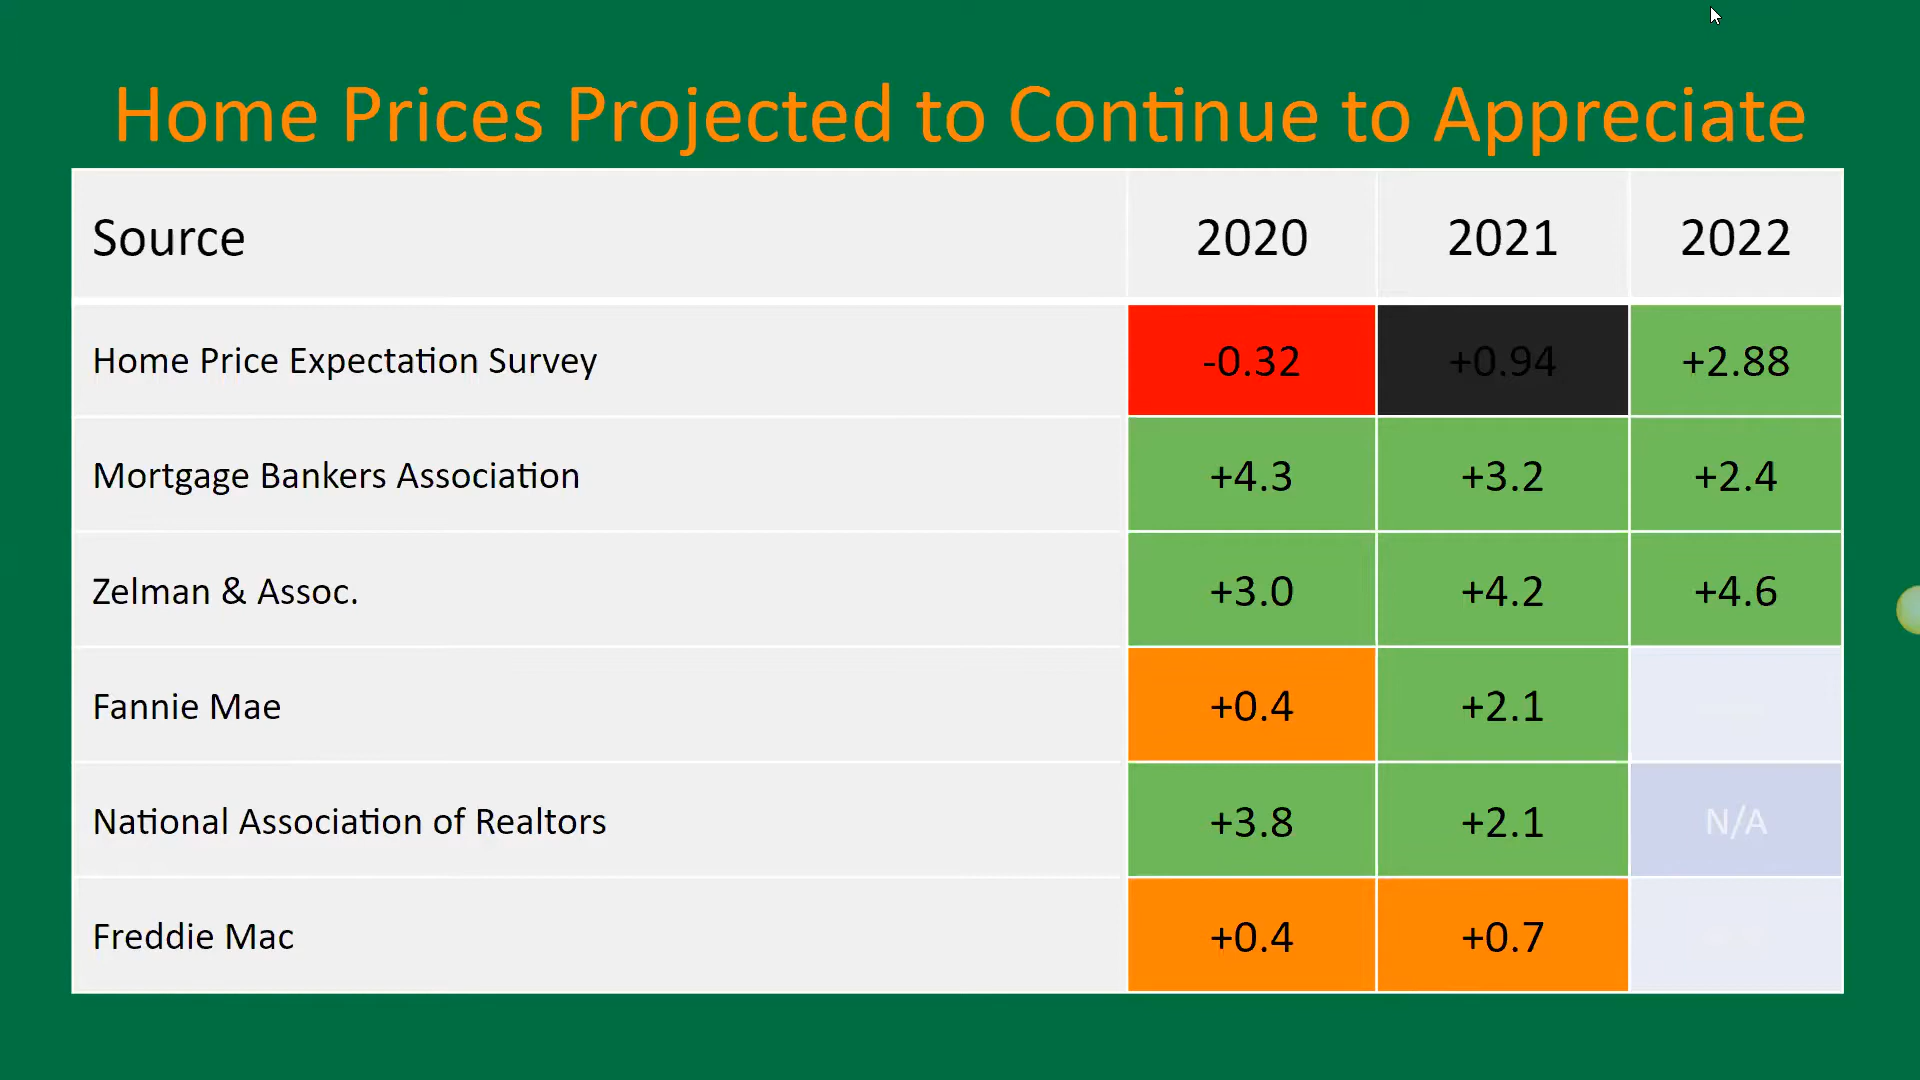 Home Prices Projected to Continue to Appreciate
Source 2020 2021 2022
Home Price Expectation Survey -0.32 +0.94 +2.88
Mortgage Bankers Association +4.3 +3.2 +2.4
Zelman & Assoc. +3.0 +4.2 +4.6
Fannie Mae +0.4 +2.1
National Association of Realtors +3.8 +2.1 N/A
Freddie Mac +0.4 +0.7